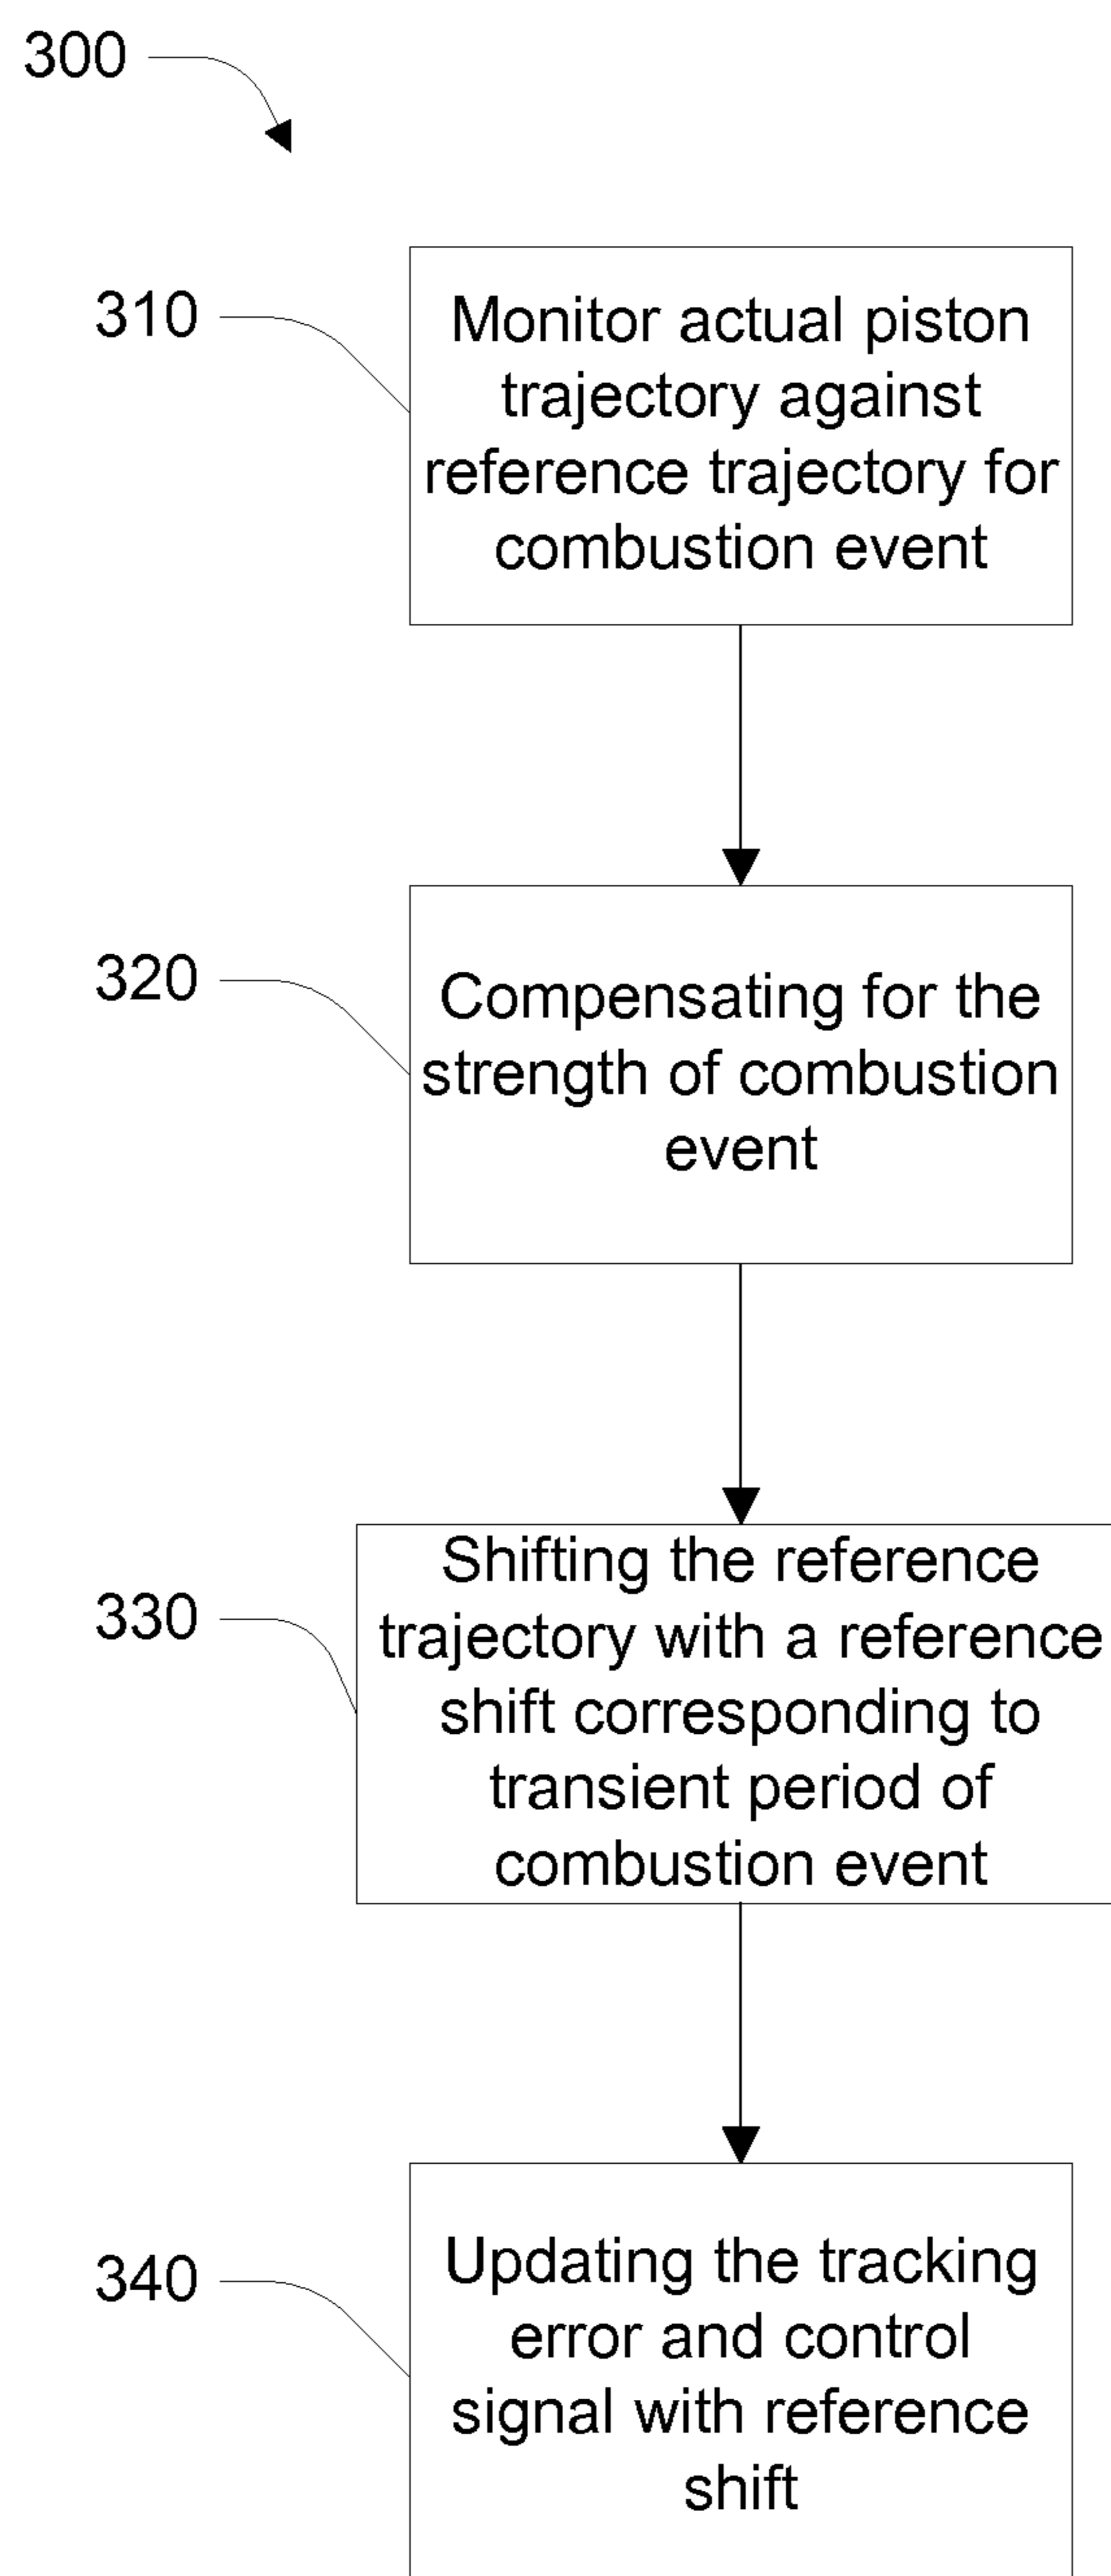 300
310
Monitor actual piston
trajectory against
reference trajectory for
combustion event
320
Compensating for the
strength of combustion
event
330
Shifting the reference
trajectory with a reference
shift corresponding to
transient period of
combustion event
340
Updating the tracking
error and control
signal with reference
shift